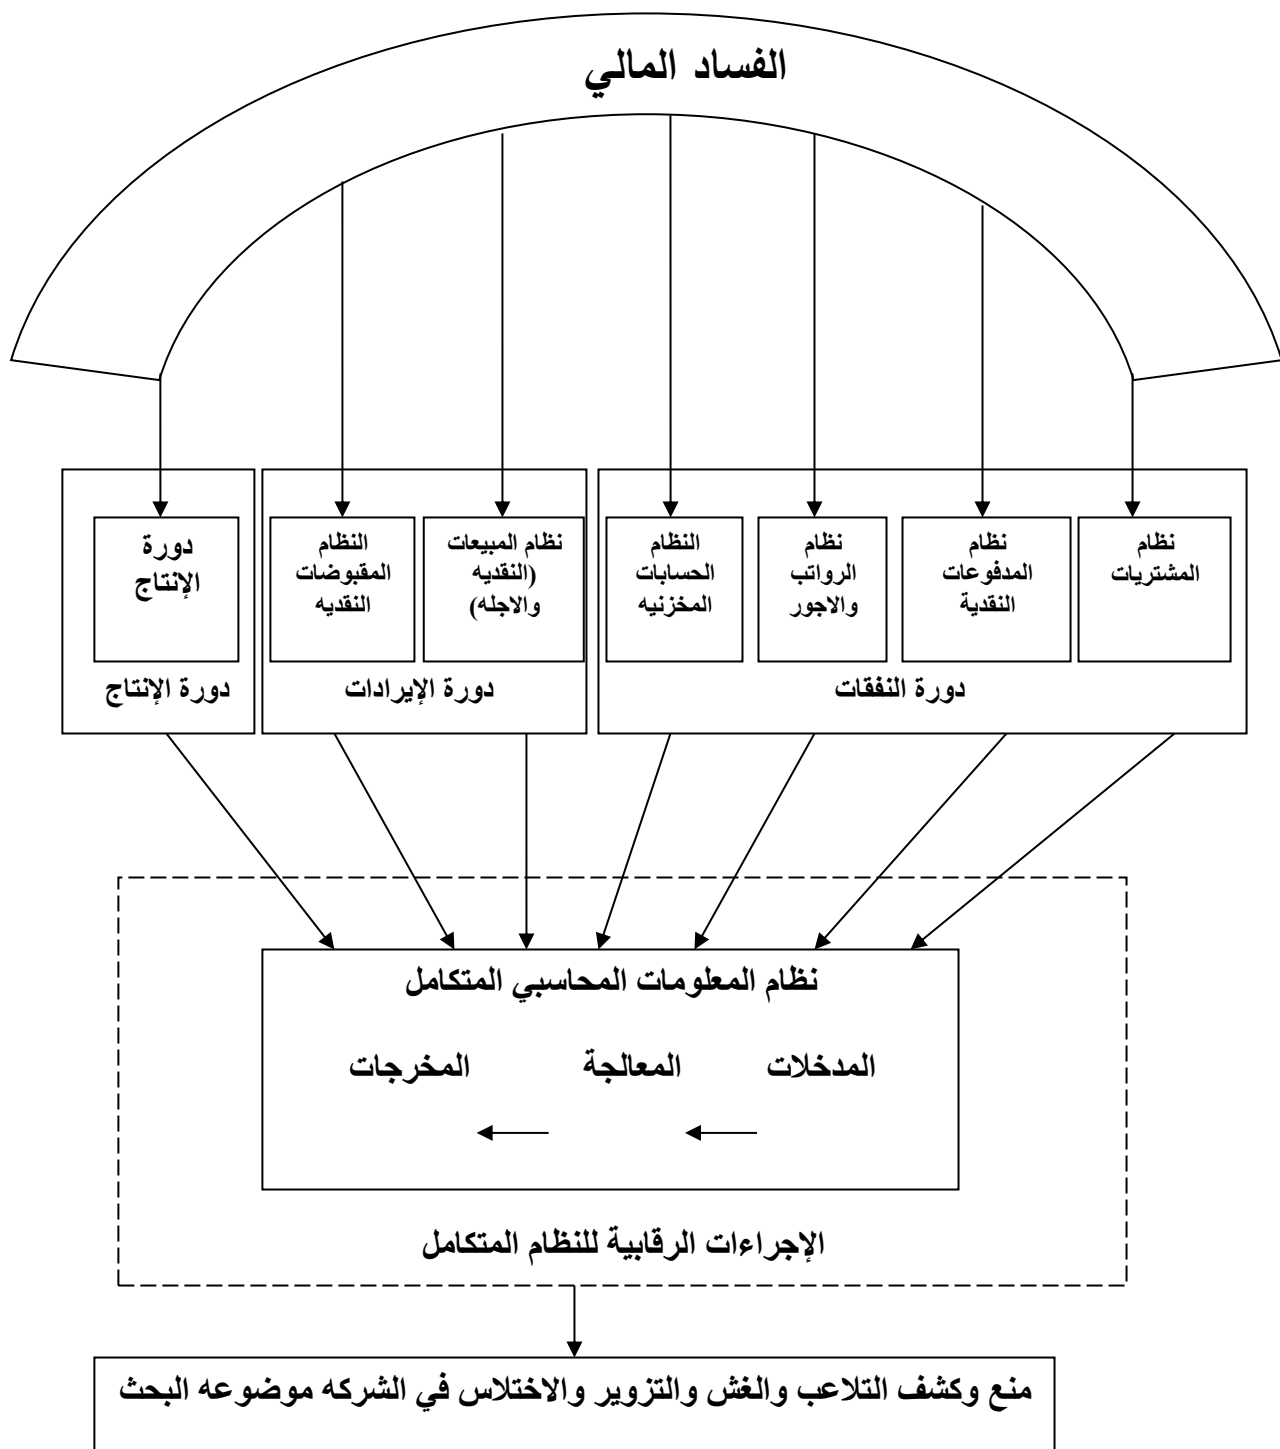 الفساد المالي
نظام
المشتريات
نظام
المدفوعات
النقدية
نظام
الرواتب
والاجور
النظام
الحسابات
المخزنيه
دورة النفقات
نظام المبيعات
(النقديه
والاجله)
النظام
المقبوضات
النقديه
دورة الإيرادات
دورة
الإنتاج
دورة الإنتاج
نظام المعلومات المحاسبي المتكامل
المدخلات المعالجة المخرجات
الإجراءات الرقابية للنظام المتكامل
منع وكشف التلاعب والغش والتزوير والاختلاس في الشركه موضوعه البحث